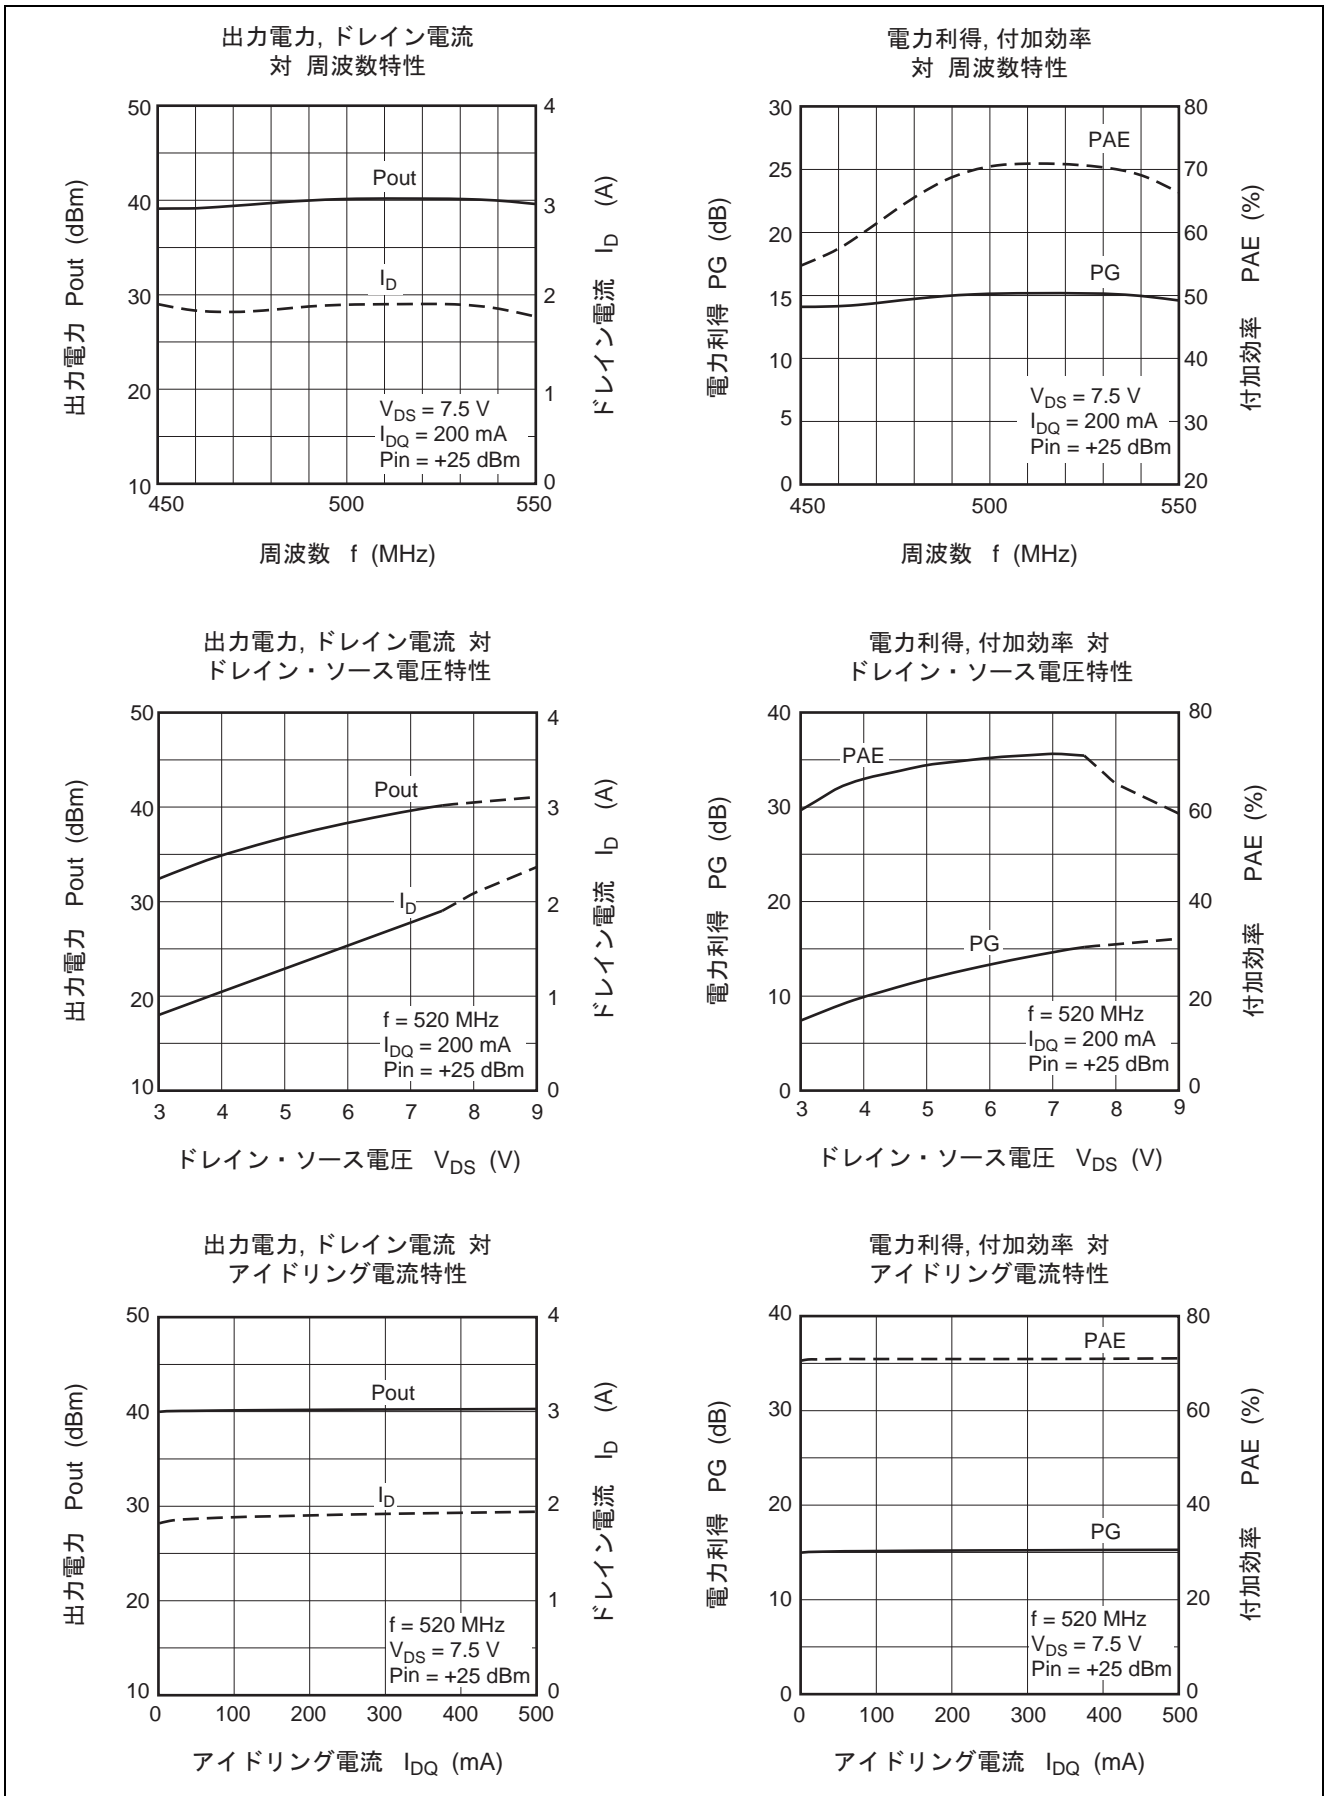 出力電力, ドレイン電流
対 周波数特性
50
40
30
20
10
4
3
2
1
0
Pout
I_D
V_DS = 7.5 V
I_DQ = 200 mA
Pin = +25 dBm
450
500
550
出力電力 Pout (dBm)
ドレイン電流 I_D (A)
周波数 f (MHz)
電力利得, 付加効率
対 周波数特性
30
25
20
15
10
5
0
80
70
60
50
40
30
20
PAE
PG
V_DS = 7.5 V
I_DQ = 200 mA
Pin = +25 dBm
450
500
550
電力利得 PG (dB)
付加効率 PAE (%)
周波数 f (MHz)
出力電力, ドレイン電流 対
ドレイン・ソース電圧特性
50
40
30
20
10
4
3
2
1
0
Pout
I_D
f = 520 MHz
I_DQ = 200 mA
Pin = +25 dBm
3
4
5
6
7
8
9
出力電力 Pout (dBm)
ドレイン電流 I_D (A)
ドレイン・ソース電圧 V_DS (V)
電力利得, 付加効率 対
ドレイン・ソース電圧特性
40
30
20
10
0
80
60
40
20
0
PAE
PG
f = 520 MHz
I_DQ = 200 mA
Pin = +25 dBm
3
4
5
6
7
8
9
電力利得 PG (dB)
付加効率 PAE (%)
ドレイン・ソース電圧 V_DS (V)
出力電力, ドレイン電流 対
アイドリング電流特性
50
40
30
20
10
4
3
2
1
0
Pout
I_D
f = 520 MHz
V_DS = 7.5 V
Pin = +25 dBm
0
100
200
300
400
500
出力電力 Pout (dBm)
ドレイン電流 I_D (A)
アイドリング電流 I_DQ (mA)
電力利得, 付加効率 対
アイドリング電流特性
40
30
20
10
0
80
60
40
20
0
PAE
PG
f = 520 MHz
V_DS = 7.5 V
Pin = +25 dBm
0
100
200
300
400
500
電力利得 PG (dB)
付加効率 PAE (%)
アイドリング電流 I_DQ (mA)